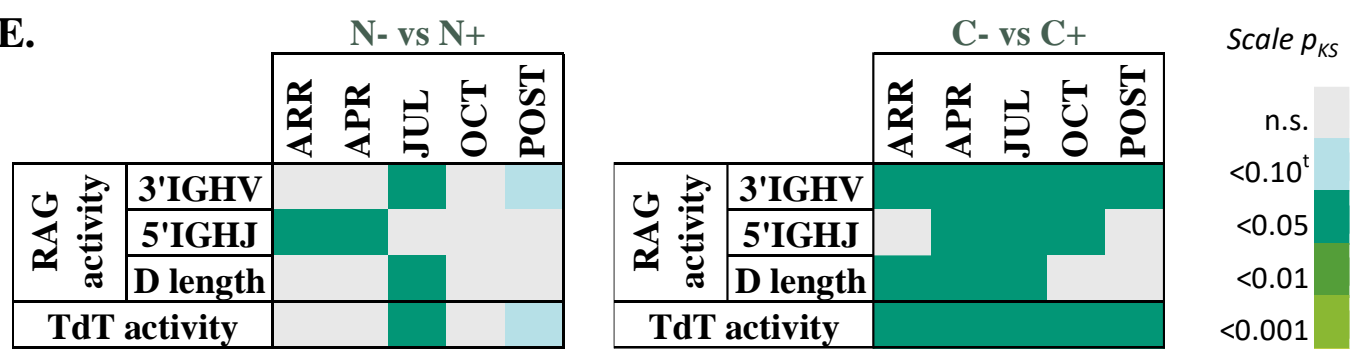 E.
N- vs N+
C- vs C+
Scale pKS
ARR
APR
JUL
OCT
POST
ARR
APR
JUL
OCT
POST
n.s.
<0.10t
<0.05
<0.01
<0.001
RAG
activity
3'IGHV
5'IGHJ
D length
TdT activity
RAG
activity
3'IGHV
5'IGHJ
D length
TdT activity